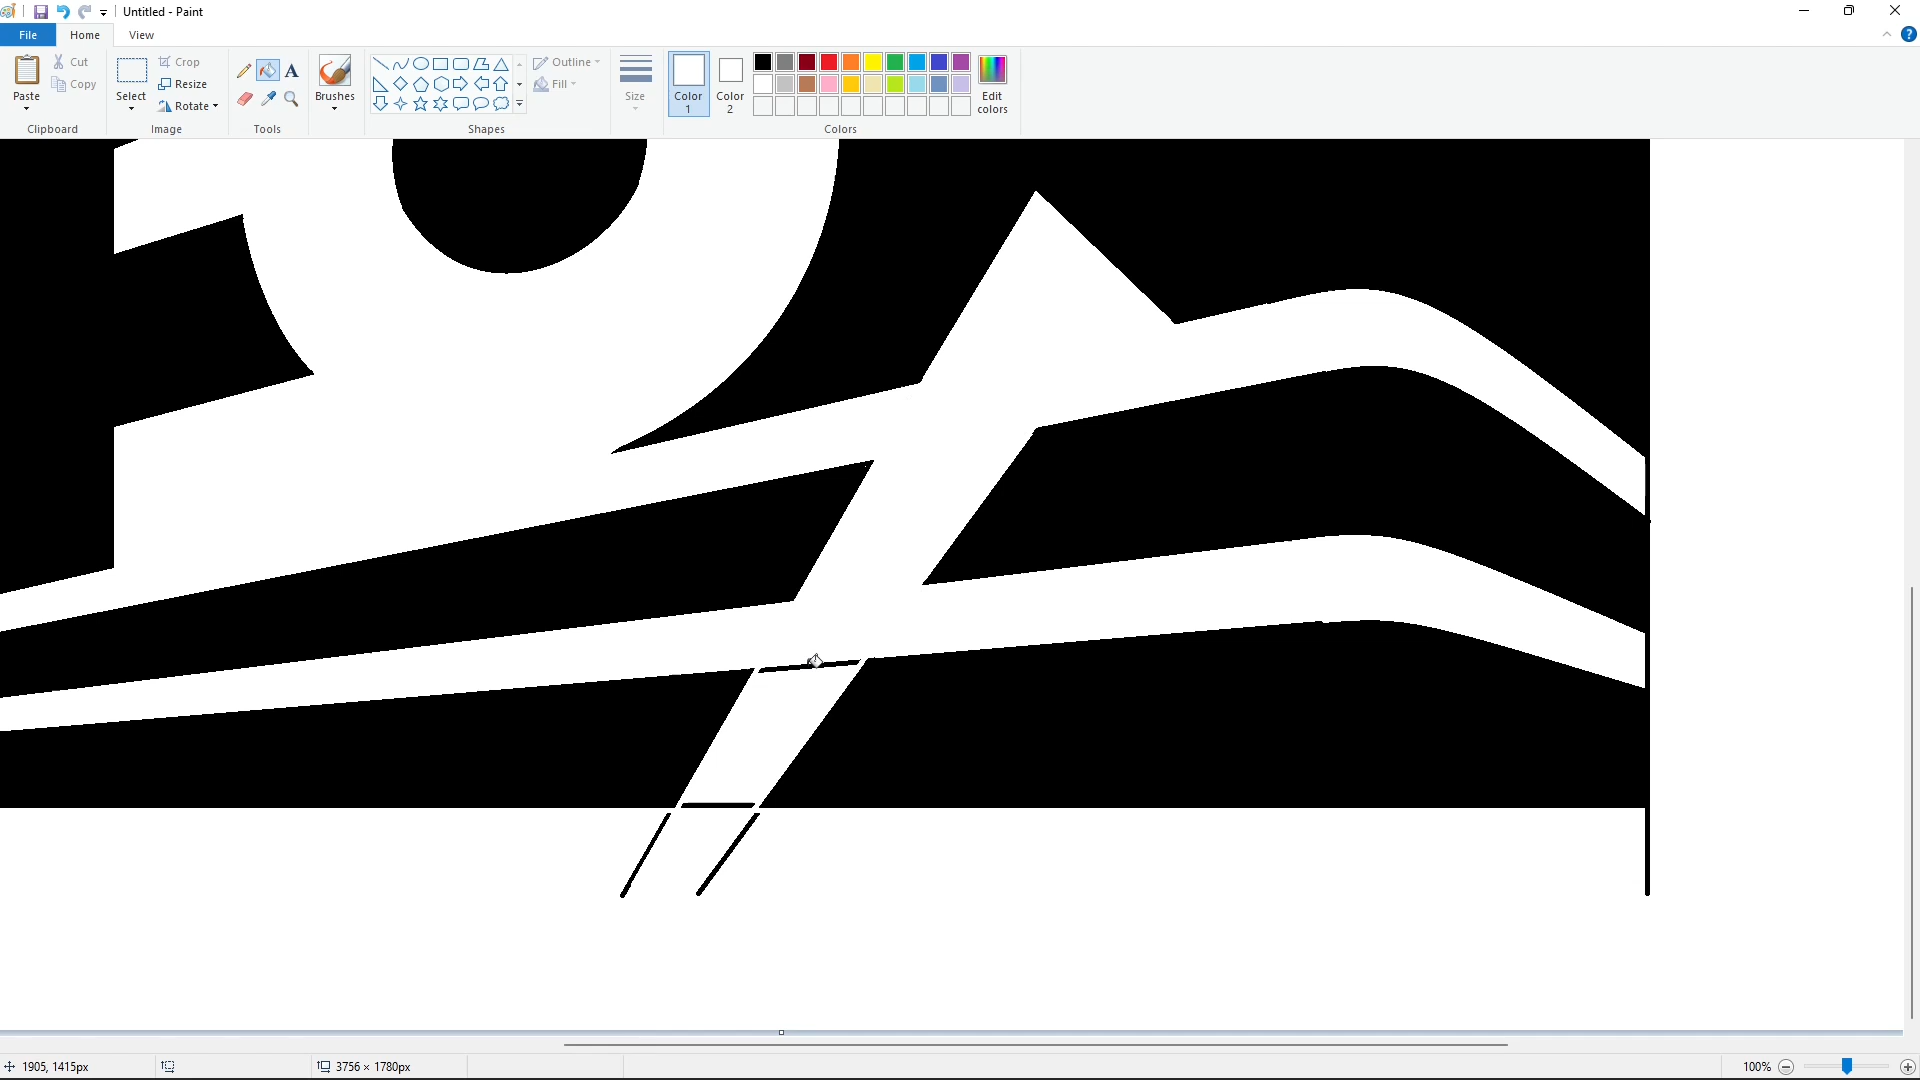 Untitled - Paint
File Home View
Paste
Cut
Copy
Clipboard
Select
Crop
Resize
Rotate
Image
A
Tools
Brushes
Shapes
Outline
Fill
Size
Color 1
Color 2
Edit colors
Colors
?
1905, 1415px
3756 × 1780px
100%